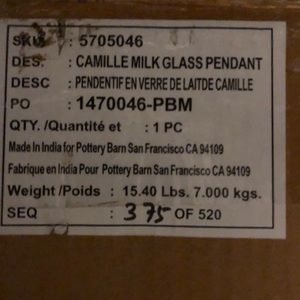 SKU : 5705046
DES. : CAMILLE MILK GLASS PENDANT
DESC : PENDENTIF EN VERRE DE LAITDE CAMILLE
PO : 1470046-PBM
QTY. /Quantité et : 1 PC
Made In India for Pottery Barn San Francisco CA 94109
Fabrique en India Pour Pottery Barn San Francisco CA 94109
Weight /Poids : 15.40 Lbs. 7.000 kgs.
SEQ : 375 OF 520